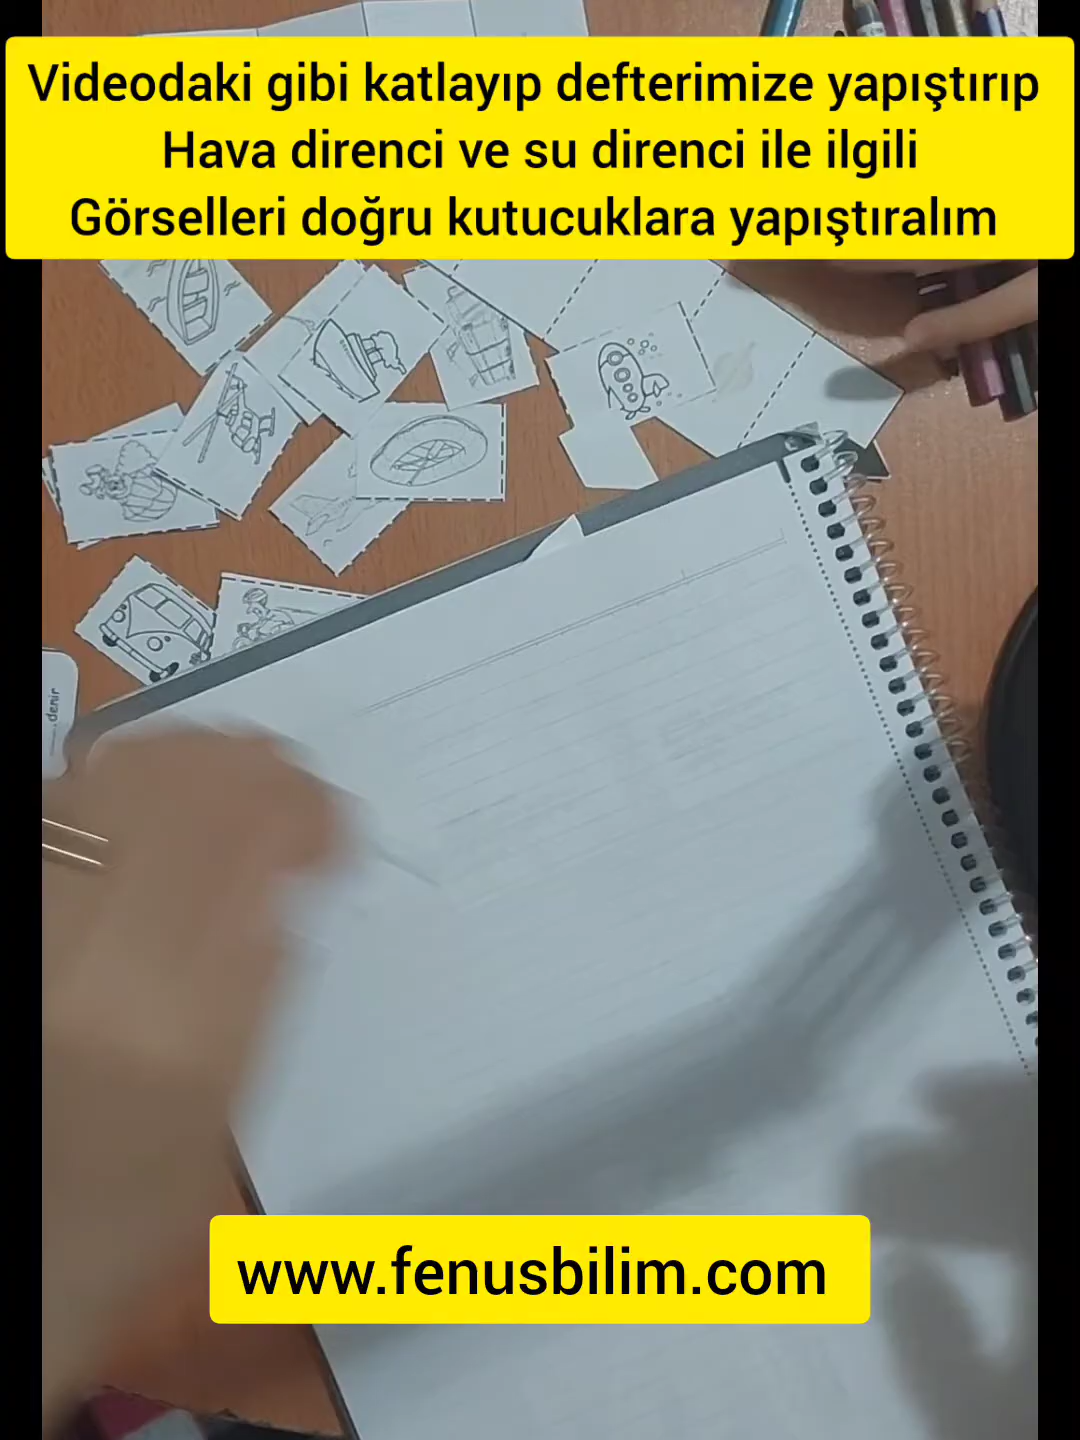 Videodaki gibi katlayıp defterimize yapıştırıp
Hava direnci ve su direnci ile ilgili
Görselleri doğru kutucuklara yapıştıralım
demir
www.fenusbilim.com